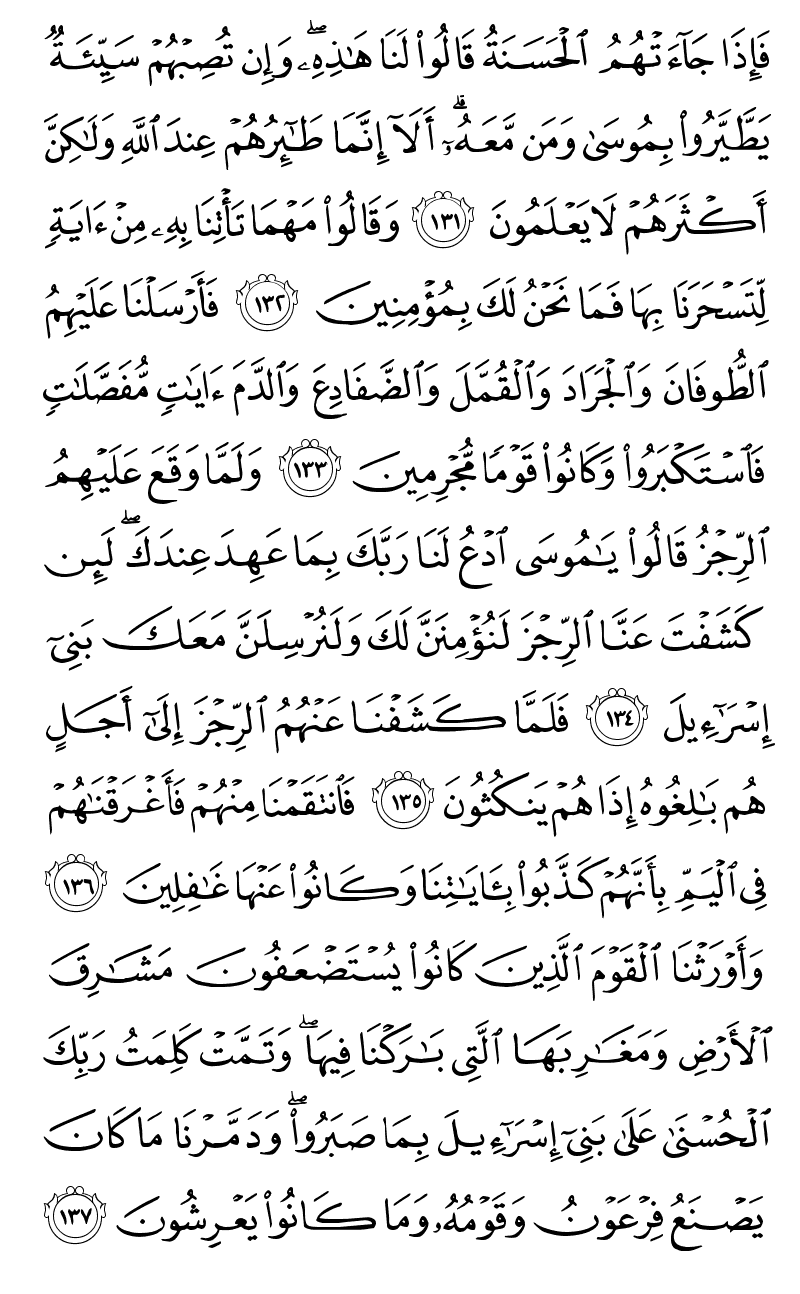 فَإِذَا جَآءَتْهُمُ ٱلْحَسَنَةُ قَالُوا۟ لَنَا هَـٰذِهِۦ ۖ وَإِن تُصِبْهُمْ سَيِّئَةٌ
يَطَّيَّرُوا۟ بِمُوسَىٰ وَمَن مَّعَهُۥٓ ۗ أَلَآ إِنَّمَا طَـٰٓئِرُهُمْ عِندَ ٱللَّهِ وَلَـٰكِنَّ
أَكْثَرَهُمْ لَا يَعْلَمُونَ ١٣١ وَقَالُوا۟ مَهْمَا تَأْتِنَا بِهِۦ مِنْ ءَايَةٍ
لِّتَسْحَرَنَا بِهَا فَمَا نَحْنُ لَكَ بِمُؤْمِنِينَ ١٣٢ فَأَرْسَلْنَا عَلَيْهِمُ
ٱلطُّوفَانَ وَٱلْجَرَادَ وَٱلْقُمَّلَ وَٱلضَّفَادِعَ وَٱلدَّمَ ءَايَـٰتٍ مُّفَصَّلَـٰتٍ
فَٱسْتَكْبَرُوا۟ وَكَانُوا۟ قَوْمًا مُّجْرِمِينَ ١٣٣ وَلَمَّا وَقَعَ عَلَيْهِمُ
ٱلرِّجْزُ قَالُوا۟ يَـٰمُوسَى ٱدْعُ لَنَا رَبَّكَ بِمَا عَهِدَ عِندَكَ ۖ لَئِن
كَشَفْتَ عَنَّا ٱلرِّجْزَ لَنُؤْمِنَنَّ لَكَ وَلَنُرْسِلَنَّ مَعَكَ بَنِىٓ
إِسْرَٰٓءِيلَ ١٣٤ فَلَمَّا كَشَفْنَا عَنْهُمُ ٱلرِّجْزَ إِلَىٰٓ أَجَلٍ
هُم بَـٰلِغُوهُ إِذَا هُمْ يَنكُثُونَ ١٣٥ فَٱنتَقَمْنَا مِنْهُمْ فَأَغْرَقْنَـٰهُمْ
فِى ٱلْيَمِّ بِأَنَّهُمْ كَذَّبُوا۟ بِـَٔايَـٰتِنَا وَكَانُوا۟ عَنْهَا غَـٰفِلِينَ ١٣٦
وَأَوْرَثْنَا ٱلْقَوْمَ ٱلَّذِينَ كَانُوا۟ يُسْتَضْعَفُونَ مَشَـٰرِقَ
ٱلْأَرْضِ وَمَغَـٰرِبَهَا ٱلَّتِى بَـٰرَكْنَا فِيهَا ۖ وَتَمَّتْ كَلِمَتُ رَبِّكَ
ٱلْحُسْنَىٰ عَلَىٰ بَنِىٓ إِسْرَٰٓءِيلَ بِمَا صَبَرُوا۟ ۖ وَدَمَّرْنَا مَا كَانَ
يَصْنَعُ فِرْعَوْنُ وَقَوْمُهُۥ وَمَا كَانُوا۟ يَعْرِشُونَ ١٣٧